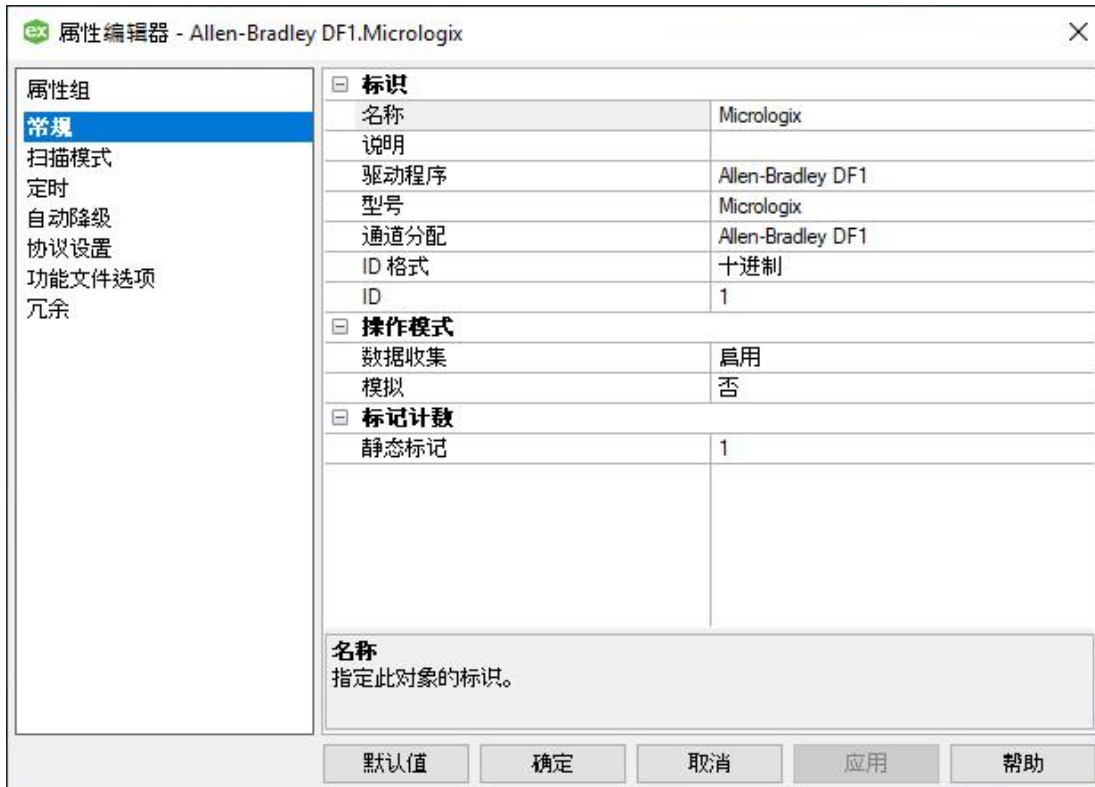 ex 属性编辑器 - Allen-Bradley DF1.Micrologix
属性组
常规
扫描模式
定时
自动降级
协议设置
功能文件选项
冗余
标识
名称 Micrologix
说明
驱动程序 Allen-Bradley DF1
型号 Micrologix
通道分配 Allen-Bradley DF1
ID 格式 十进制
ID 1
操作模式
数据收集 启用
模拟 否
标记计数
静态标记 1
名称
指定此对象的标识。
默认值 确定 取消 应用 帮助